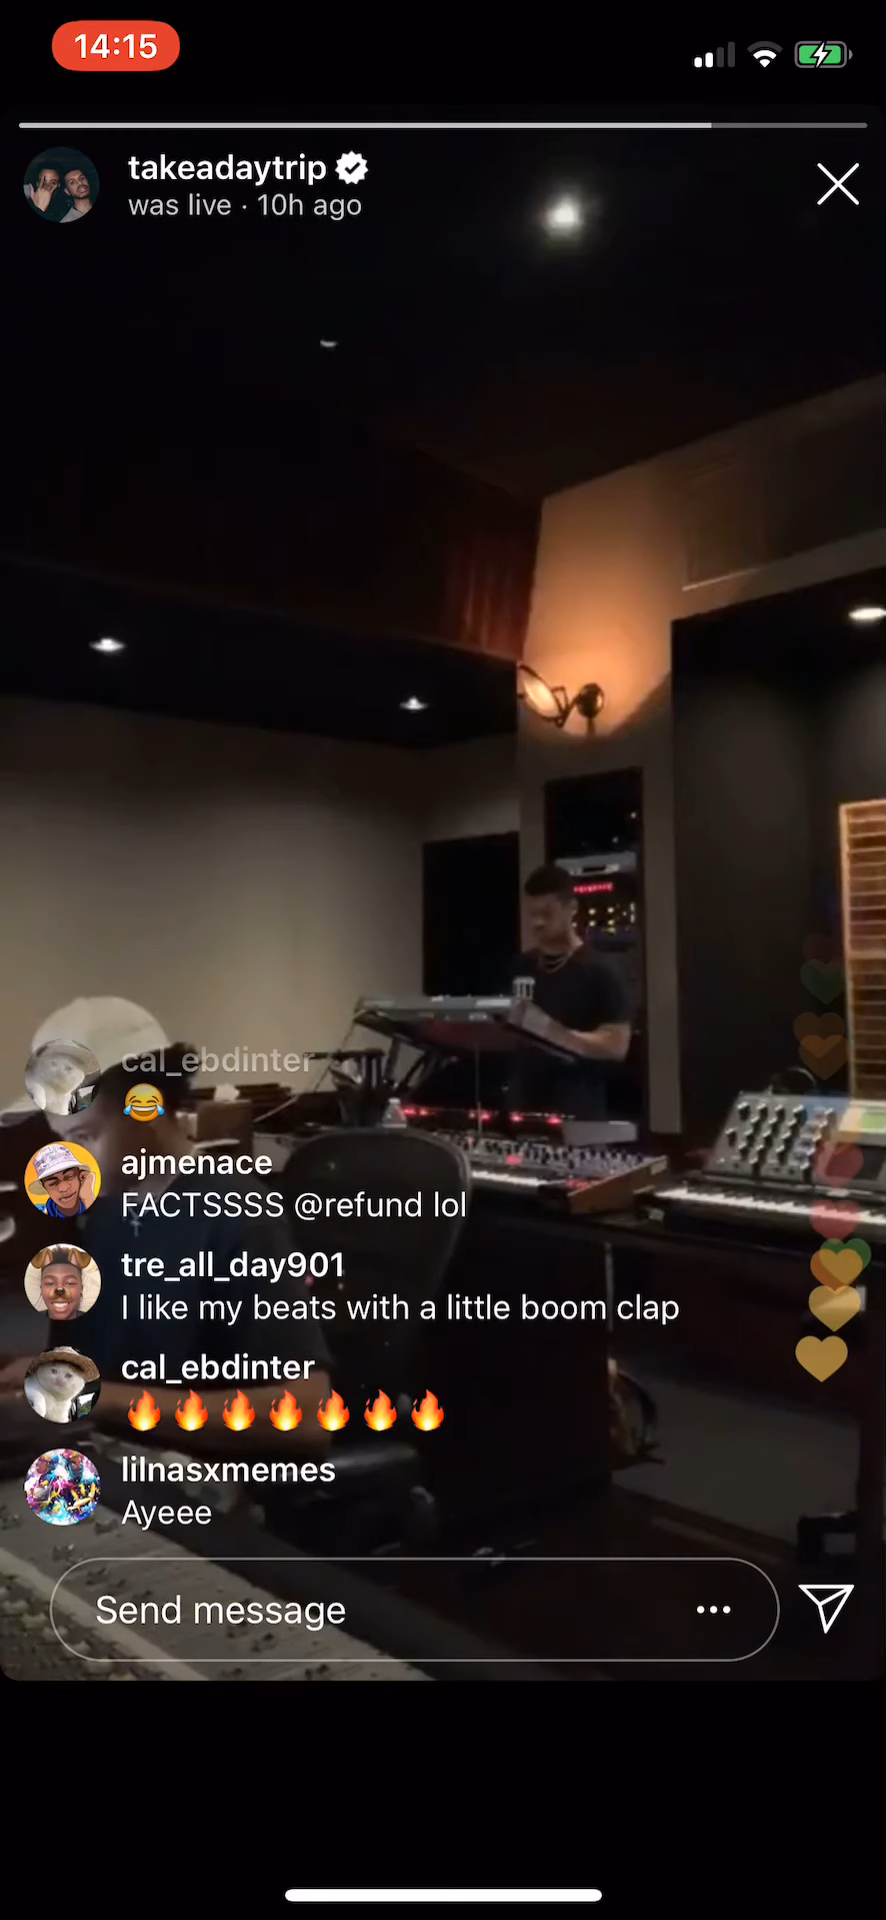 14:15
takeadaytrip
was live · 10h ago
cal_ebdinter
😂
ajmenace
FACTSSSS @refund lol
tre_all_day901
I like my beats with a little boom clap
cal_ebdinter
🔥🔥🔥🔥🔥🔥🔥
lilnasxmemes
Ayeee
Send message